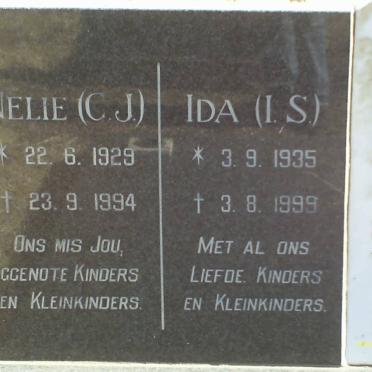 NELIE (C.J.)
* 22.6.1929
† 23.9.1994
ONS MIS JOU,
GGENOTE KINDERS
EN KLEINKINDERS.
IDA (I.S.)
* 3.9.1935
† 3.8.1999
MET AL ONS
LIEFDE. KINDERS
EN KLEINKINDERS.